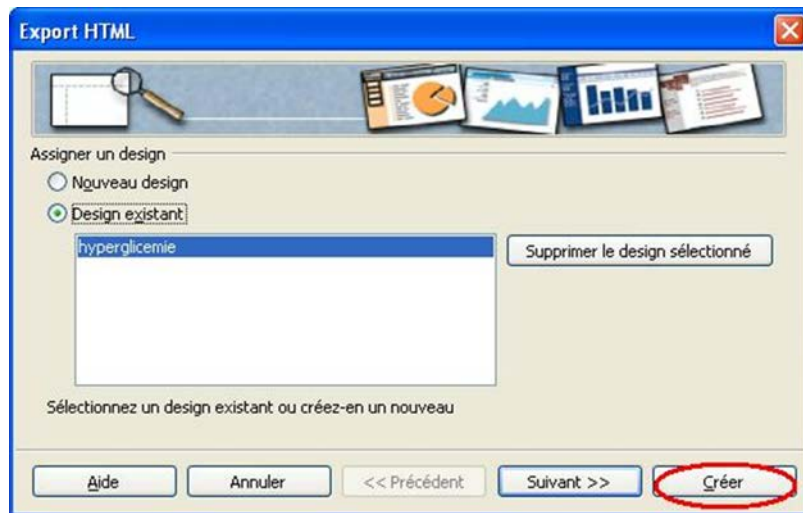 Export HTML
Assigner un design
Nouveau design
Design existant
hyperglicemie
Supprimer le design sélectionné
Sélectionnez un design existant ou créez-en un nouveau
Aide
Annuler
<< Précédent
Suivant >>
Créer